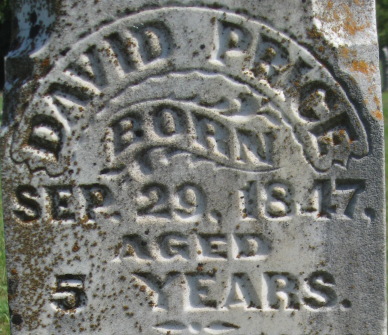 DAVID PRICE
BORN
SEP. 29, 1847,
AGED
5 YEARS.